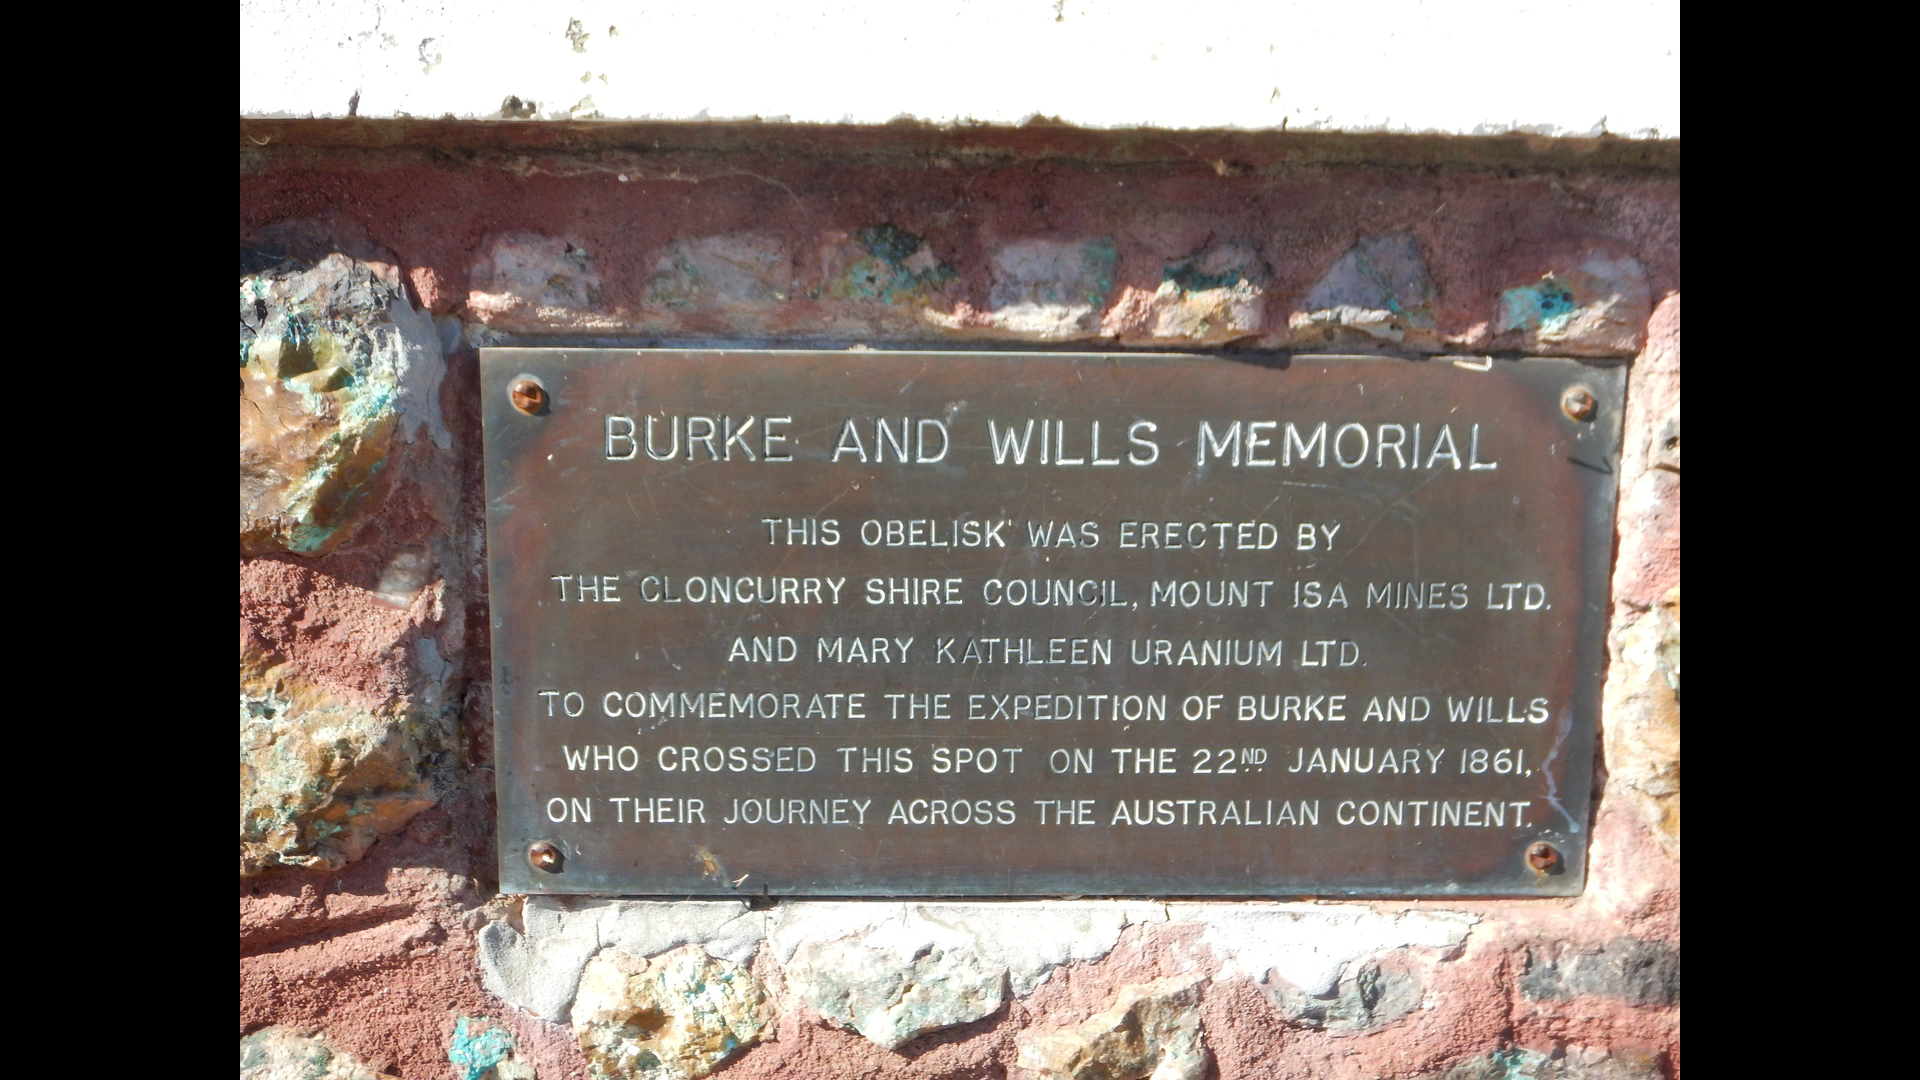 BURKE AND WILLS MEMORIAL
THIS OBELISK WAS ERECTED BY
THE CLONCURRY SHIRE COUNCIL, MOUNT ISA MINES LTD.
AND MARY KATHLEEN URANIUM LTD.
TO COMMEMORATE THE EXPEDITION OF BURKE AND WILLS
WHO CROSSED THIS SPOT ON THE 22ND JANUARY 1861,
ON THEIR JOURNEY ACROSS THE AUSTRALIAN CONTINENT.